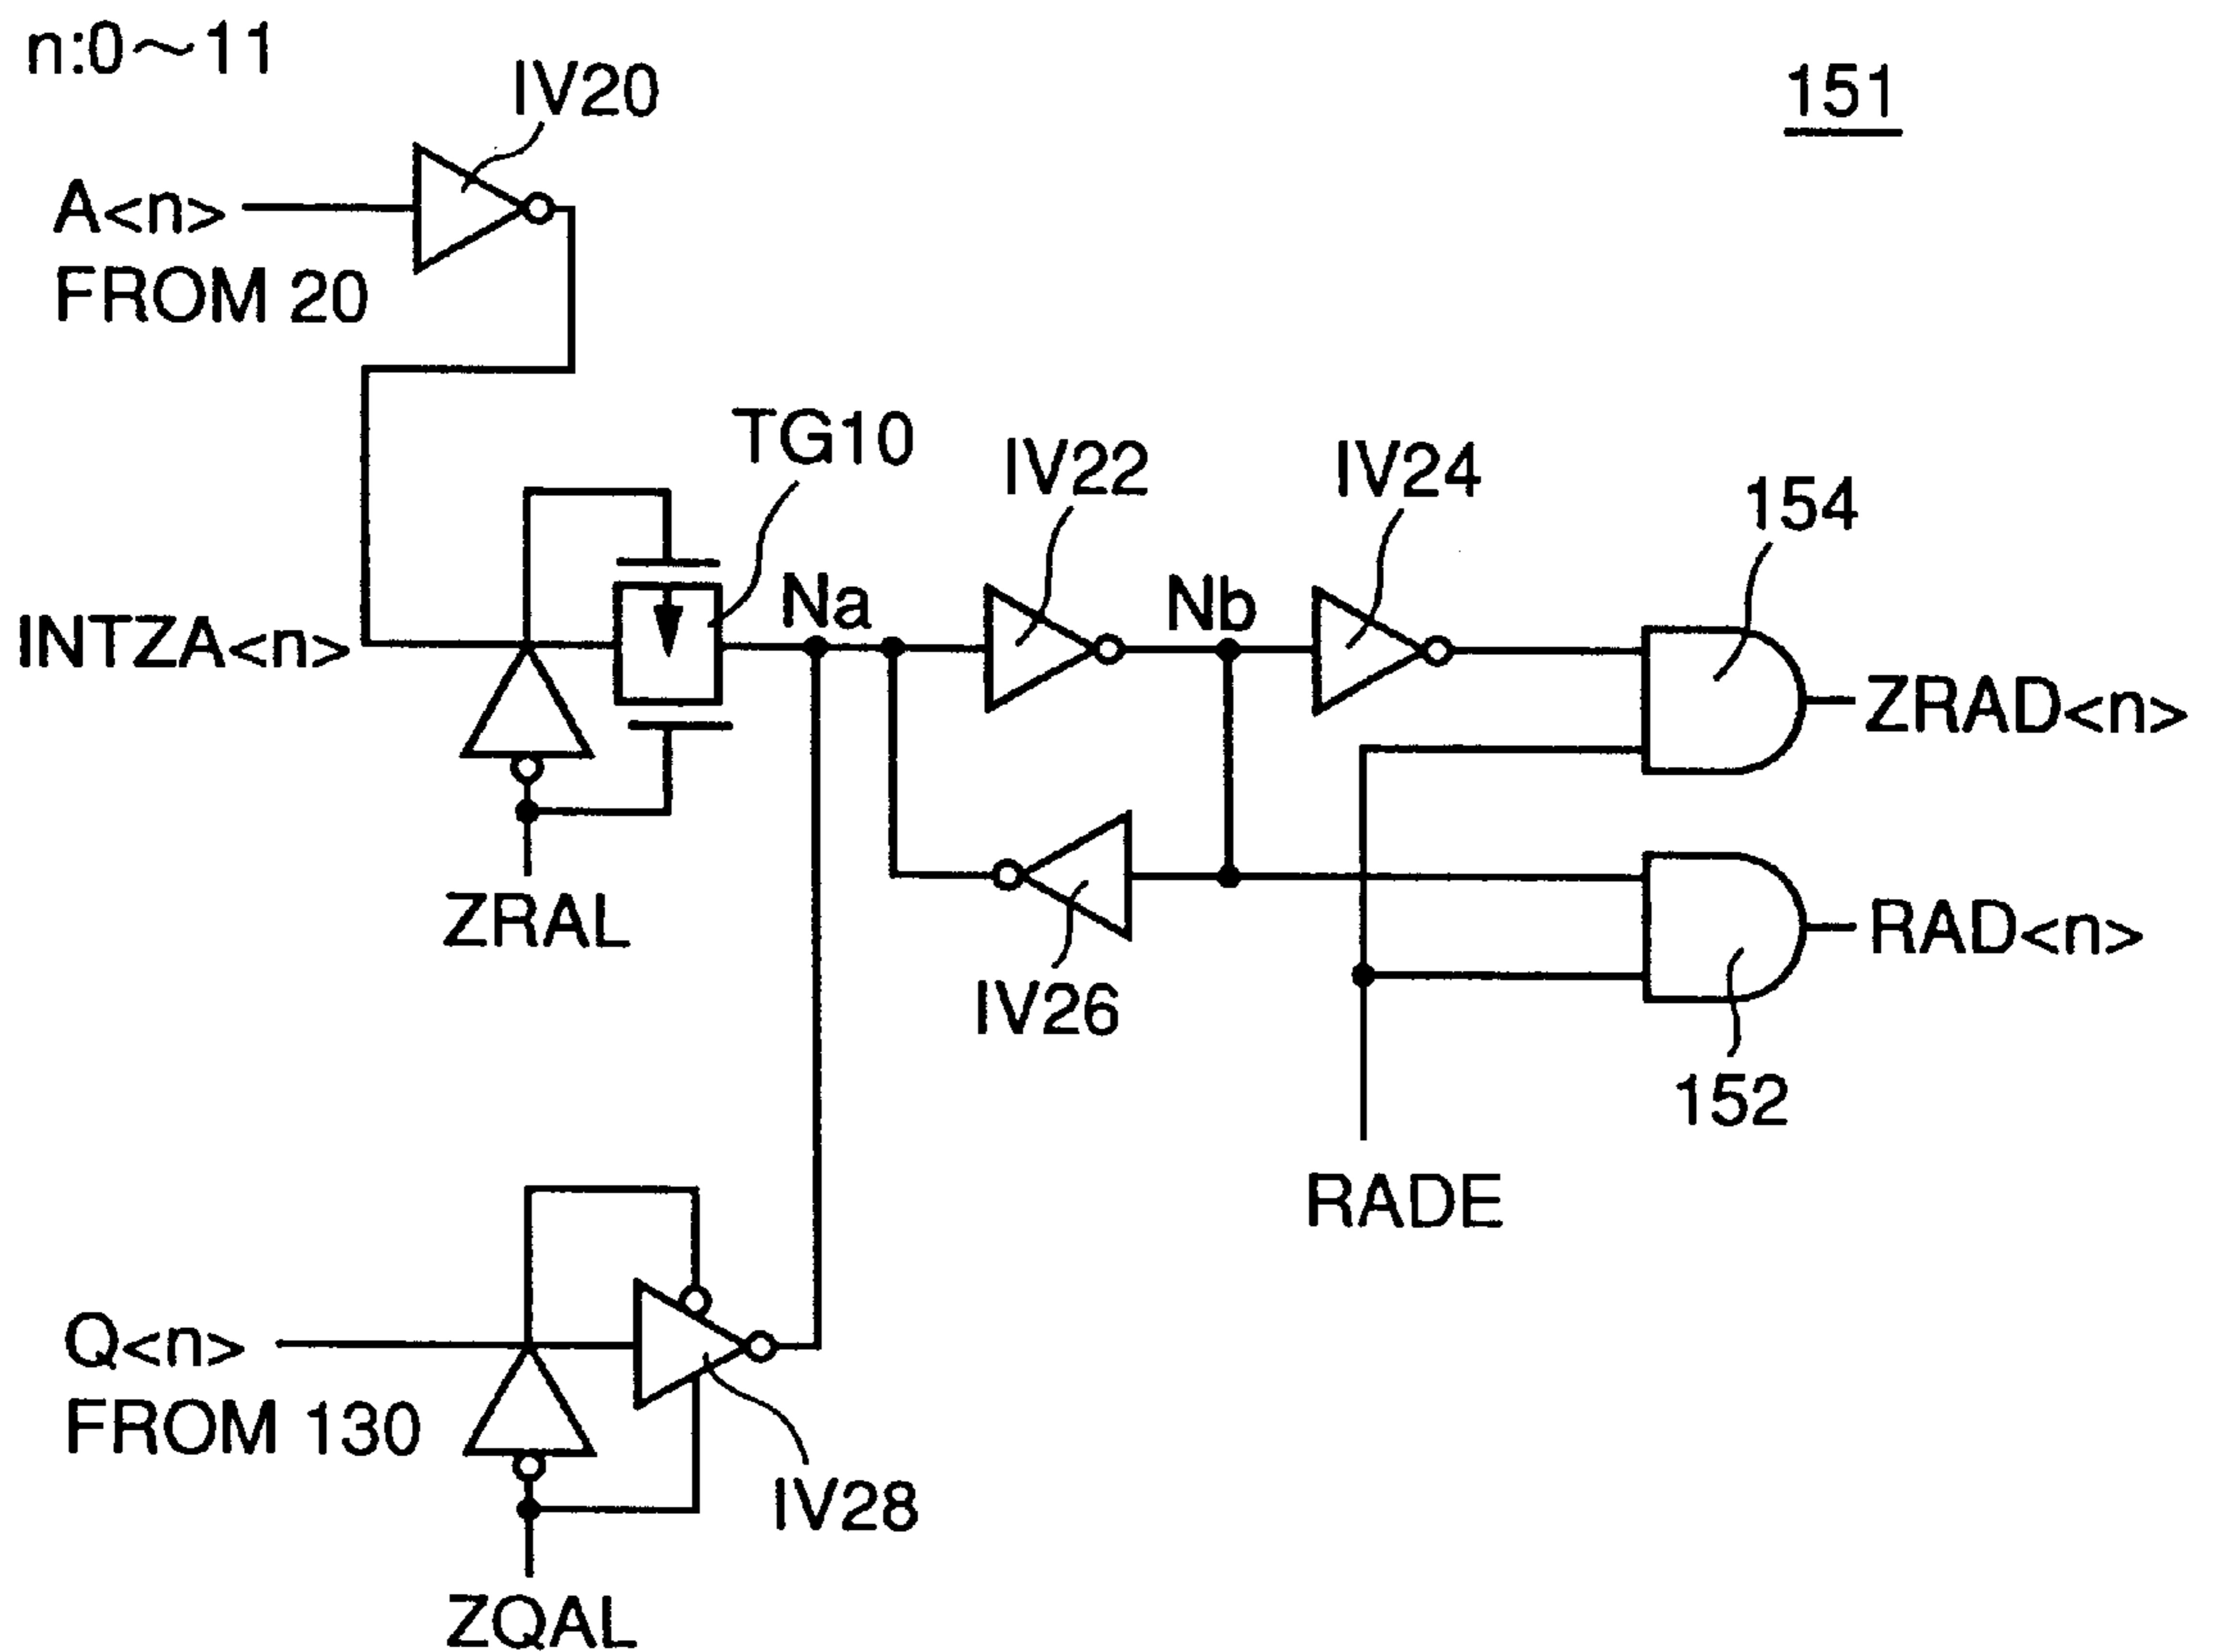 n:0~11
IV20
151
A<n>
FROM 20
TG10
IV22
IV24
154
INTZA<n>
Na
Nb
ZRAD<n>
ZRAL
RAD<n>
IV26
152
RADE
Q<n>
FROM 130
IV28
ZQAL